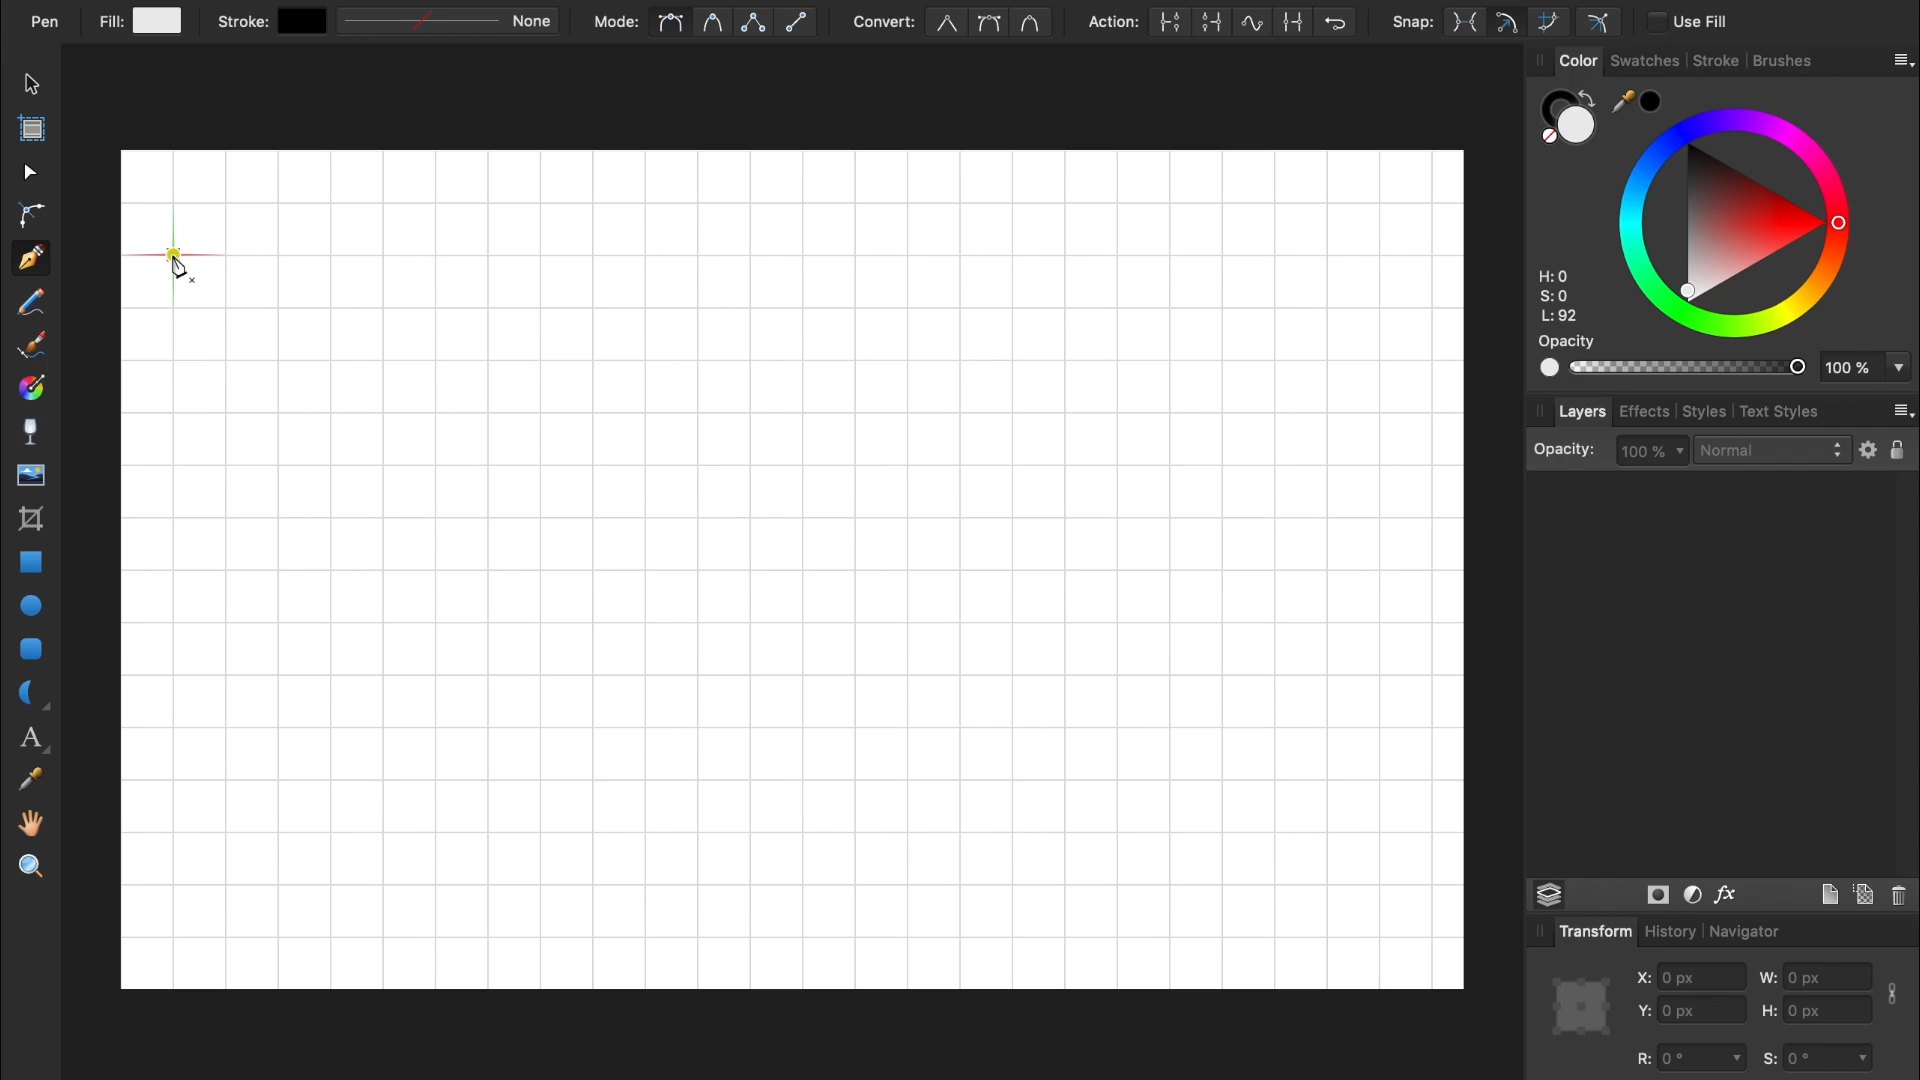 Pen Fill: Stroke: None Mode: Convert: Action: Snap: Use Fill
Color Swatches Stroke Brushes
H: 0
S: 0
L: 92
Opacity
100 %
Layers Effects Styles Text Styles
Opacity: 100 % Normal
fx
A
Transform History Navigator
X: 0 px W: 0 px
Y: 0 px H: 0 px
R: 0 ° S: 0 °